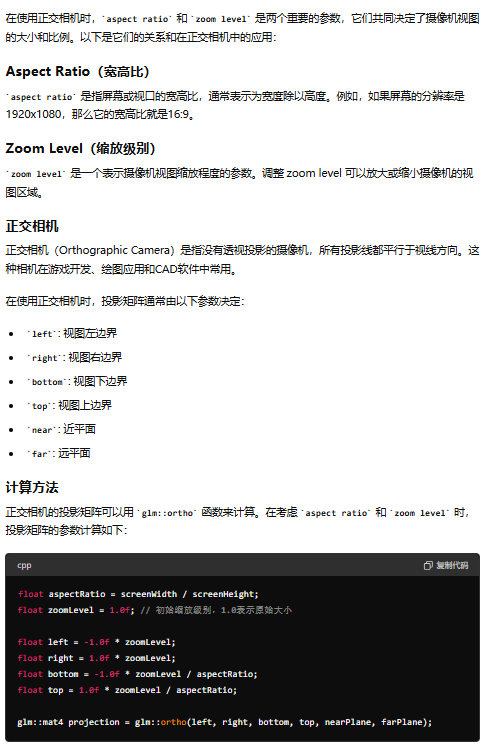 在使用正交相机时，`aspect ratio` 和 `zoom level` 是两个重要的参数，它们共同决定了摄像机视图
的大小和比例。以下是它们的关系和在正交相机中的应用：
Aspect Ratio（宽高比）
`aspect ratio` 是指屏幕或视口的宽高比，通常表示为宽度除以高度。例如，如果屏幕的分辨率是
1920x1080，那么它的宽高比就是16:9。
Zoom Level（缩放级别）
`zoom level` 是一个表示摄像机视图缩放程度的参数。调整 zoom level 可以放大或缩小摄像机的视
图区域。
正交相机
正交相机（Orthographic Camera）是指没有透视投影的摄像机，所有投影线都平行于视线方向。这
种相机在游戏开发、绘图应用和CAD软件中常用。
在使用正交相机时，投影矩阵通常由以下参数决定：
• `left`: 视图左边界
• `right`: 视图右边界
• `bottom`: 视图下边界
• `top`: 视图上边界
• `near`: 近平面
• `far`: 远平面
计算方法
正交相机的投影矩阵可以用 `glm::ortho` 函数来计算。在考虑 `aspect ratio` 和 `zoom level` 时，
投影矩阵的参数计算如下：
cpp 复制代码
float aspectRatio = screenWidth / screenHeight;
float zoomLevel = 1.0f; // 初始缩放级别，1.0表示原始大小
float left = -1.0f * zoomLevel;
float right = 1.0f * zoomLevel;
float bottom = -1.0f * zoomLevel / aspectRatio;
float top = 1.0f * zoomLevel / aspectRatio;
glm::mat4 projection = glm::ortho(left, right, bottom, top, nearPlane, farPlane);